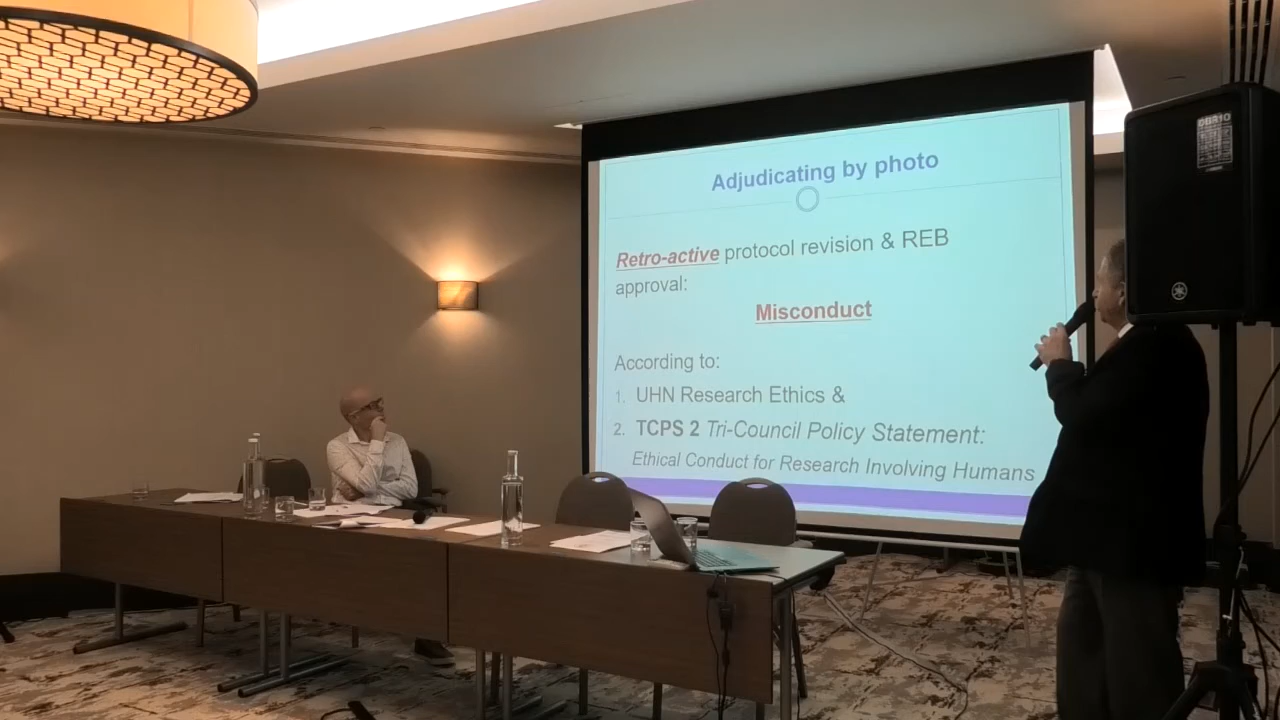 Adjudicating by photo
Retro-active protocol revision & REB
approval:
Misconduct
According to:
1. UHN Research Ethics &
2. TCPS 2 Tri-Council Policy Statement:
Ethical Conduct for Research Involving Humans
DBR10